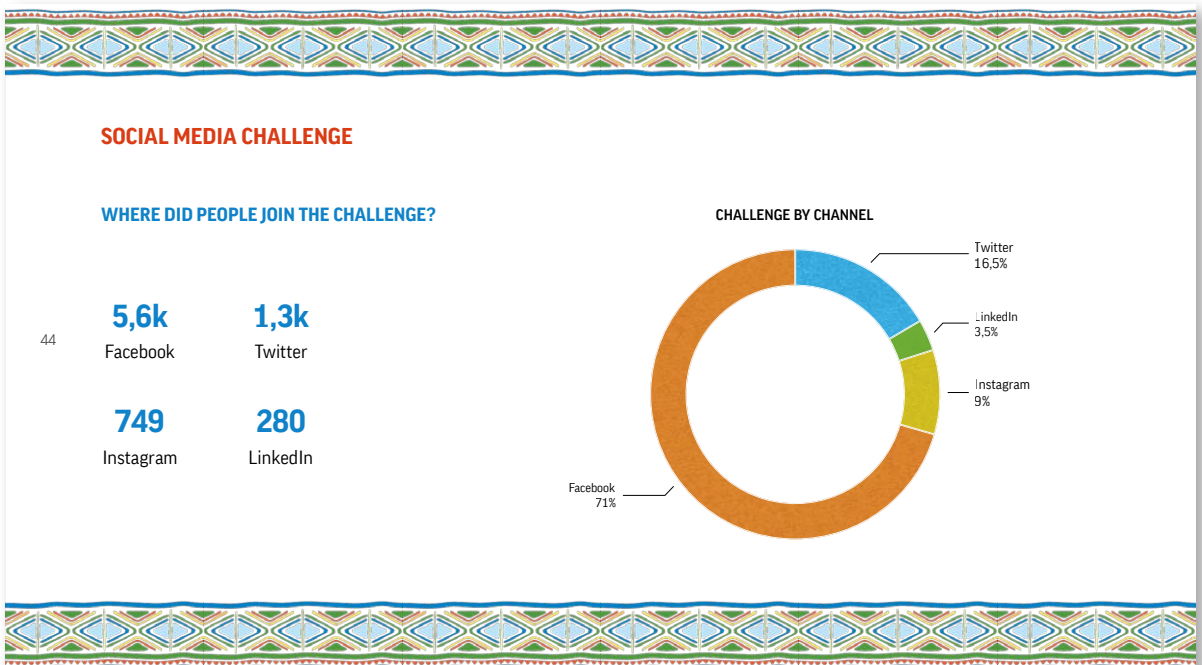 SOCIAL MEDIA CHALLENGE
WHERE DID PEOPLE JOIN THE CHALLENGE?
5,6k
Facebook
1,3k
Twitter
44
749
Instagram
280
LinkedIn
CHALLENGE BY CHANNEL
Twitter
16,5%
LinkedIn
3,5%
Instagram
9%
Facebook
71%